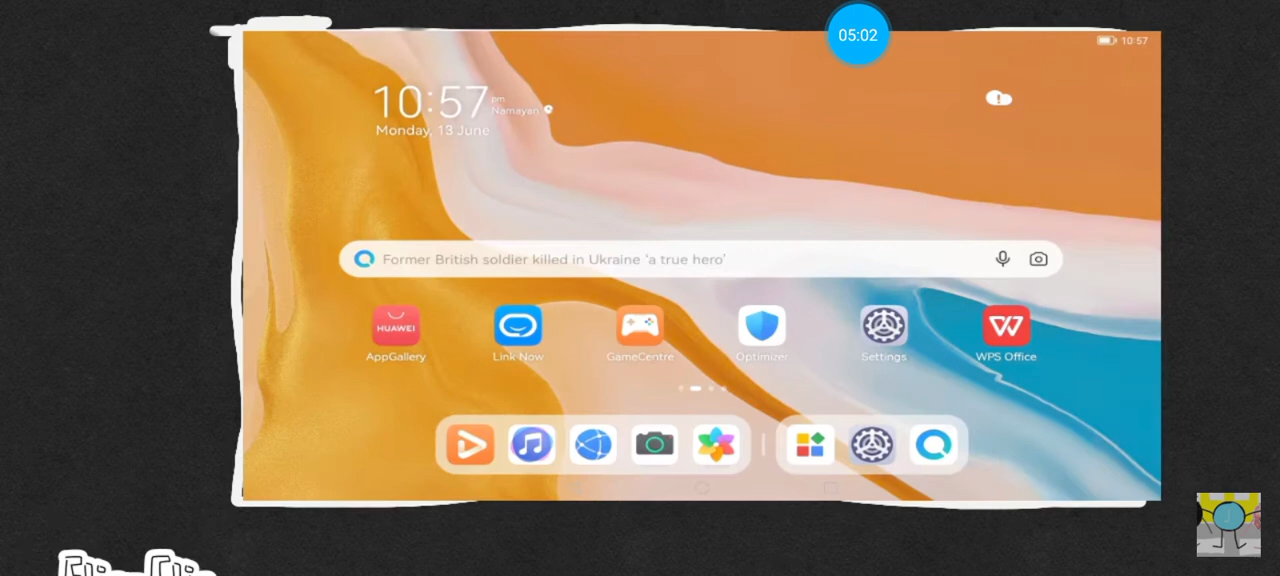 05:02
10:57
10:57 pm
Namayan
Monday, 13 June
Former British soldier killed in Ukraine ‘a true hero’
HUAWEI
AppGallery
Link Now
GameCentre
Optimizer
Settings
WPS Office